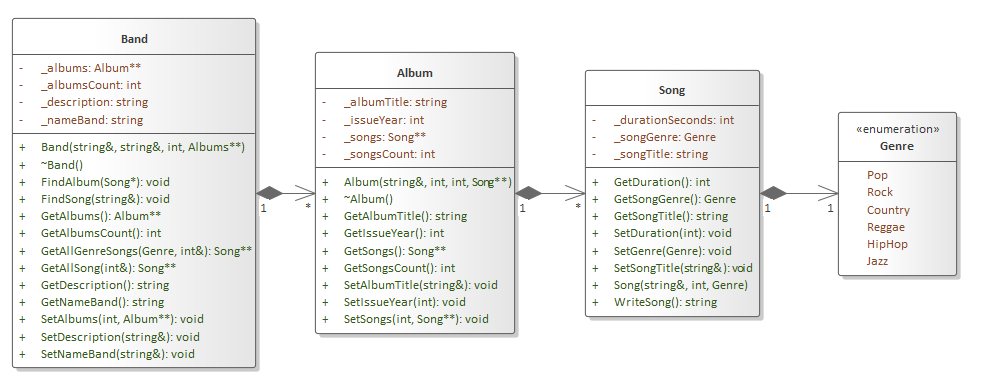 Band
- _albums: Album**
- _albumsCount: int
- _description: string
- _nameBand: string
+ Band(string&, string&, int, Albums**)
+ ~Band()
+ FindAlbum(Song*): void
+ FindSong(string&): void
+ GetAlbums(): Album**
+ GetAlbumsCount(): int
+ GetAllGenreSongs(Genre, int&): Song**
+ GetAllSong(int&): Song**
+ GetDescription(): string
+ GetNameBand(): string
+ SetAlbums(int, Album**): void
+ SetDescription(string&): void
+ SetNameBand(string&): void
1
*
Album
- _albumTitle: string
- _issueYear: int
- _songs: Song**
- _songsCount: int
+ Album(string&, int, int, Song**)
+ ~Album()
+ GetAlbumTitle(): string
+ GetIssueYear(): int
+ GetSongs(): Song**
+ GetSongsCount(): int
+ SetAlbumTitle(string&): void
+ SetIssueYear(int): void
+ SetSongs(int, Song**): void
1
*
Song
- _durationSeconds: int
- _songGenre: Genre
- _songTitle: string
+ GetDuration(): int
+ GetSongGenre(): Genre
+ GetSongTitle(): string
+ SetDuration(int): void
+ SetGenre(Genre): void
+ SetSongTitle(string&): void
+ Song(string&, int, Genre)
+ WriteSong(): string
1
1
«enumeration»
Genre
Pop
Rock
Country
Reggae
HipHop
Jazz